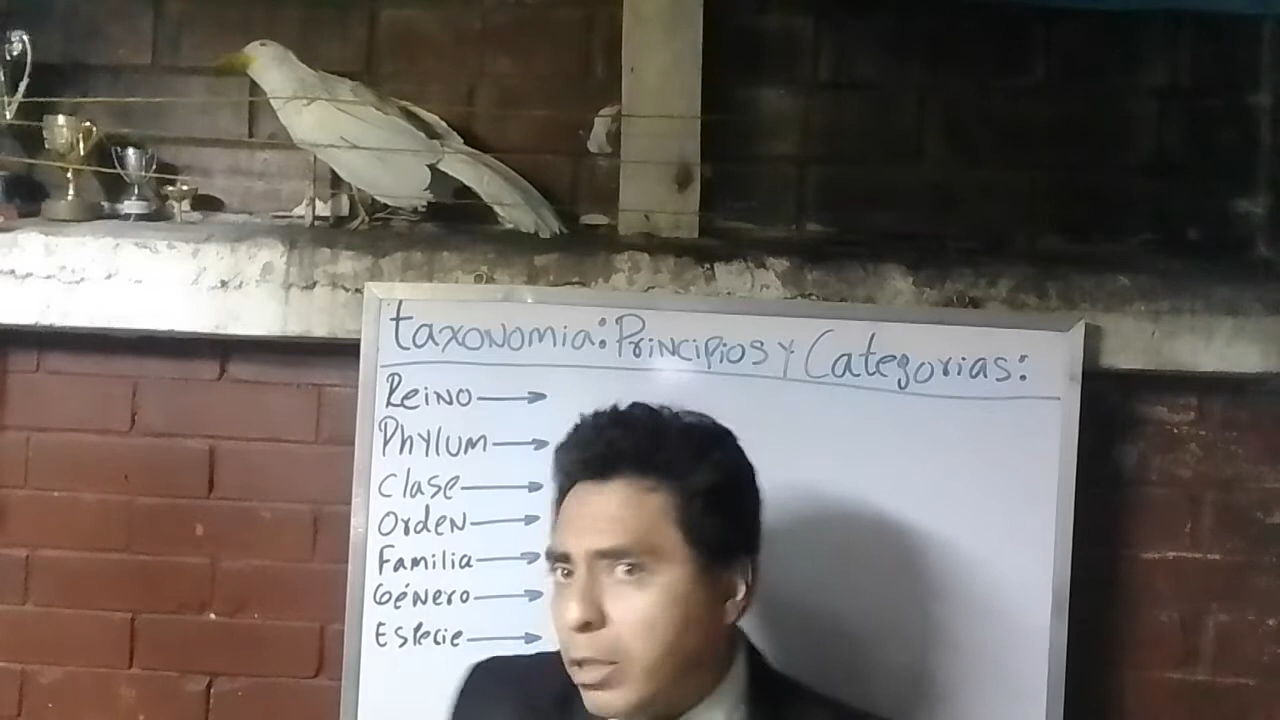 taxonomia: Principios y Categorias:
Reino →
Phylum →
Clase →
Orden →
Familia →
Género →
Especie →